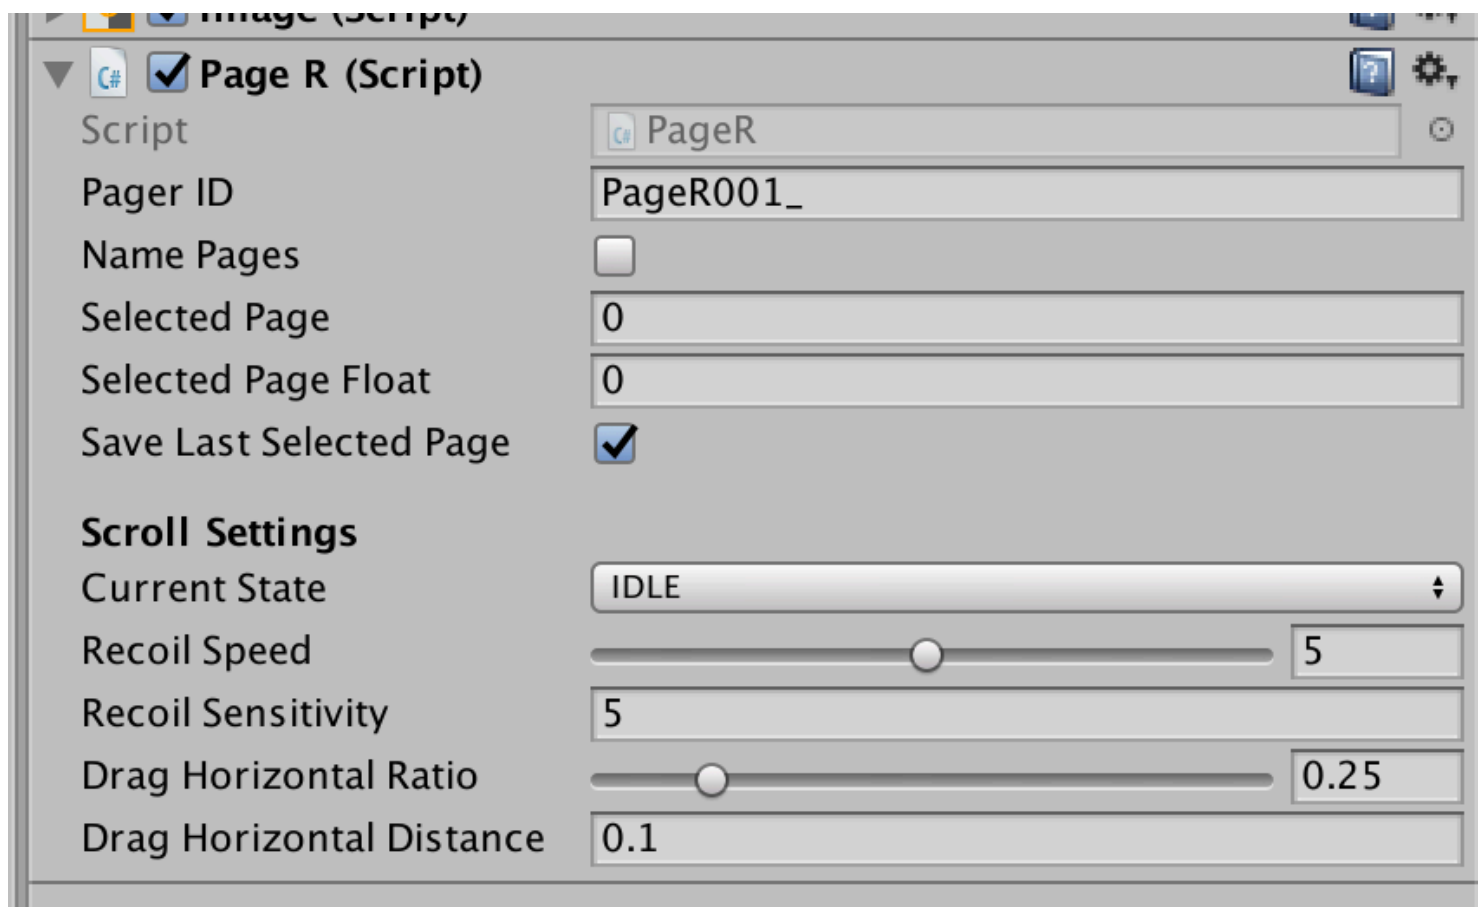 Image (Script)
Page R (Script)
Script PageR
Pager ID PageR001_
Name Pages
Selected Page 0
Selected Page Float 0
Save Last Selected Page
Scroll Settings
Current State IDLE
Recoil Speed 5
Recoil Sensitivity 5
Drag Horizontal Ratio 0.25
Drag Horizontal Distance 0.1